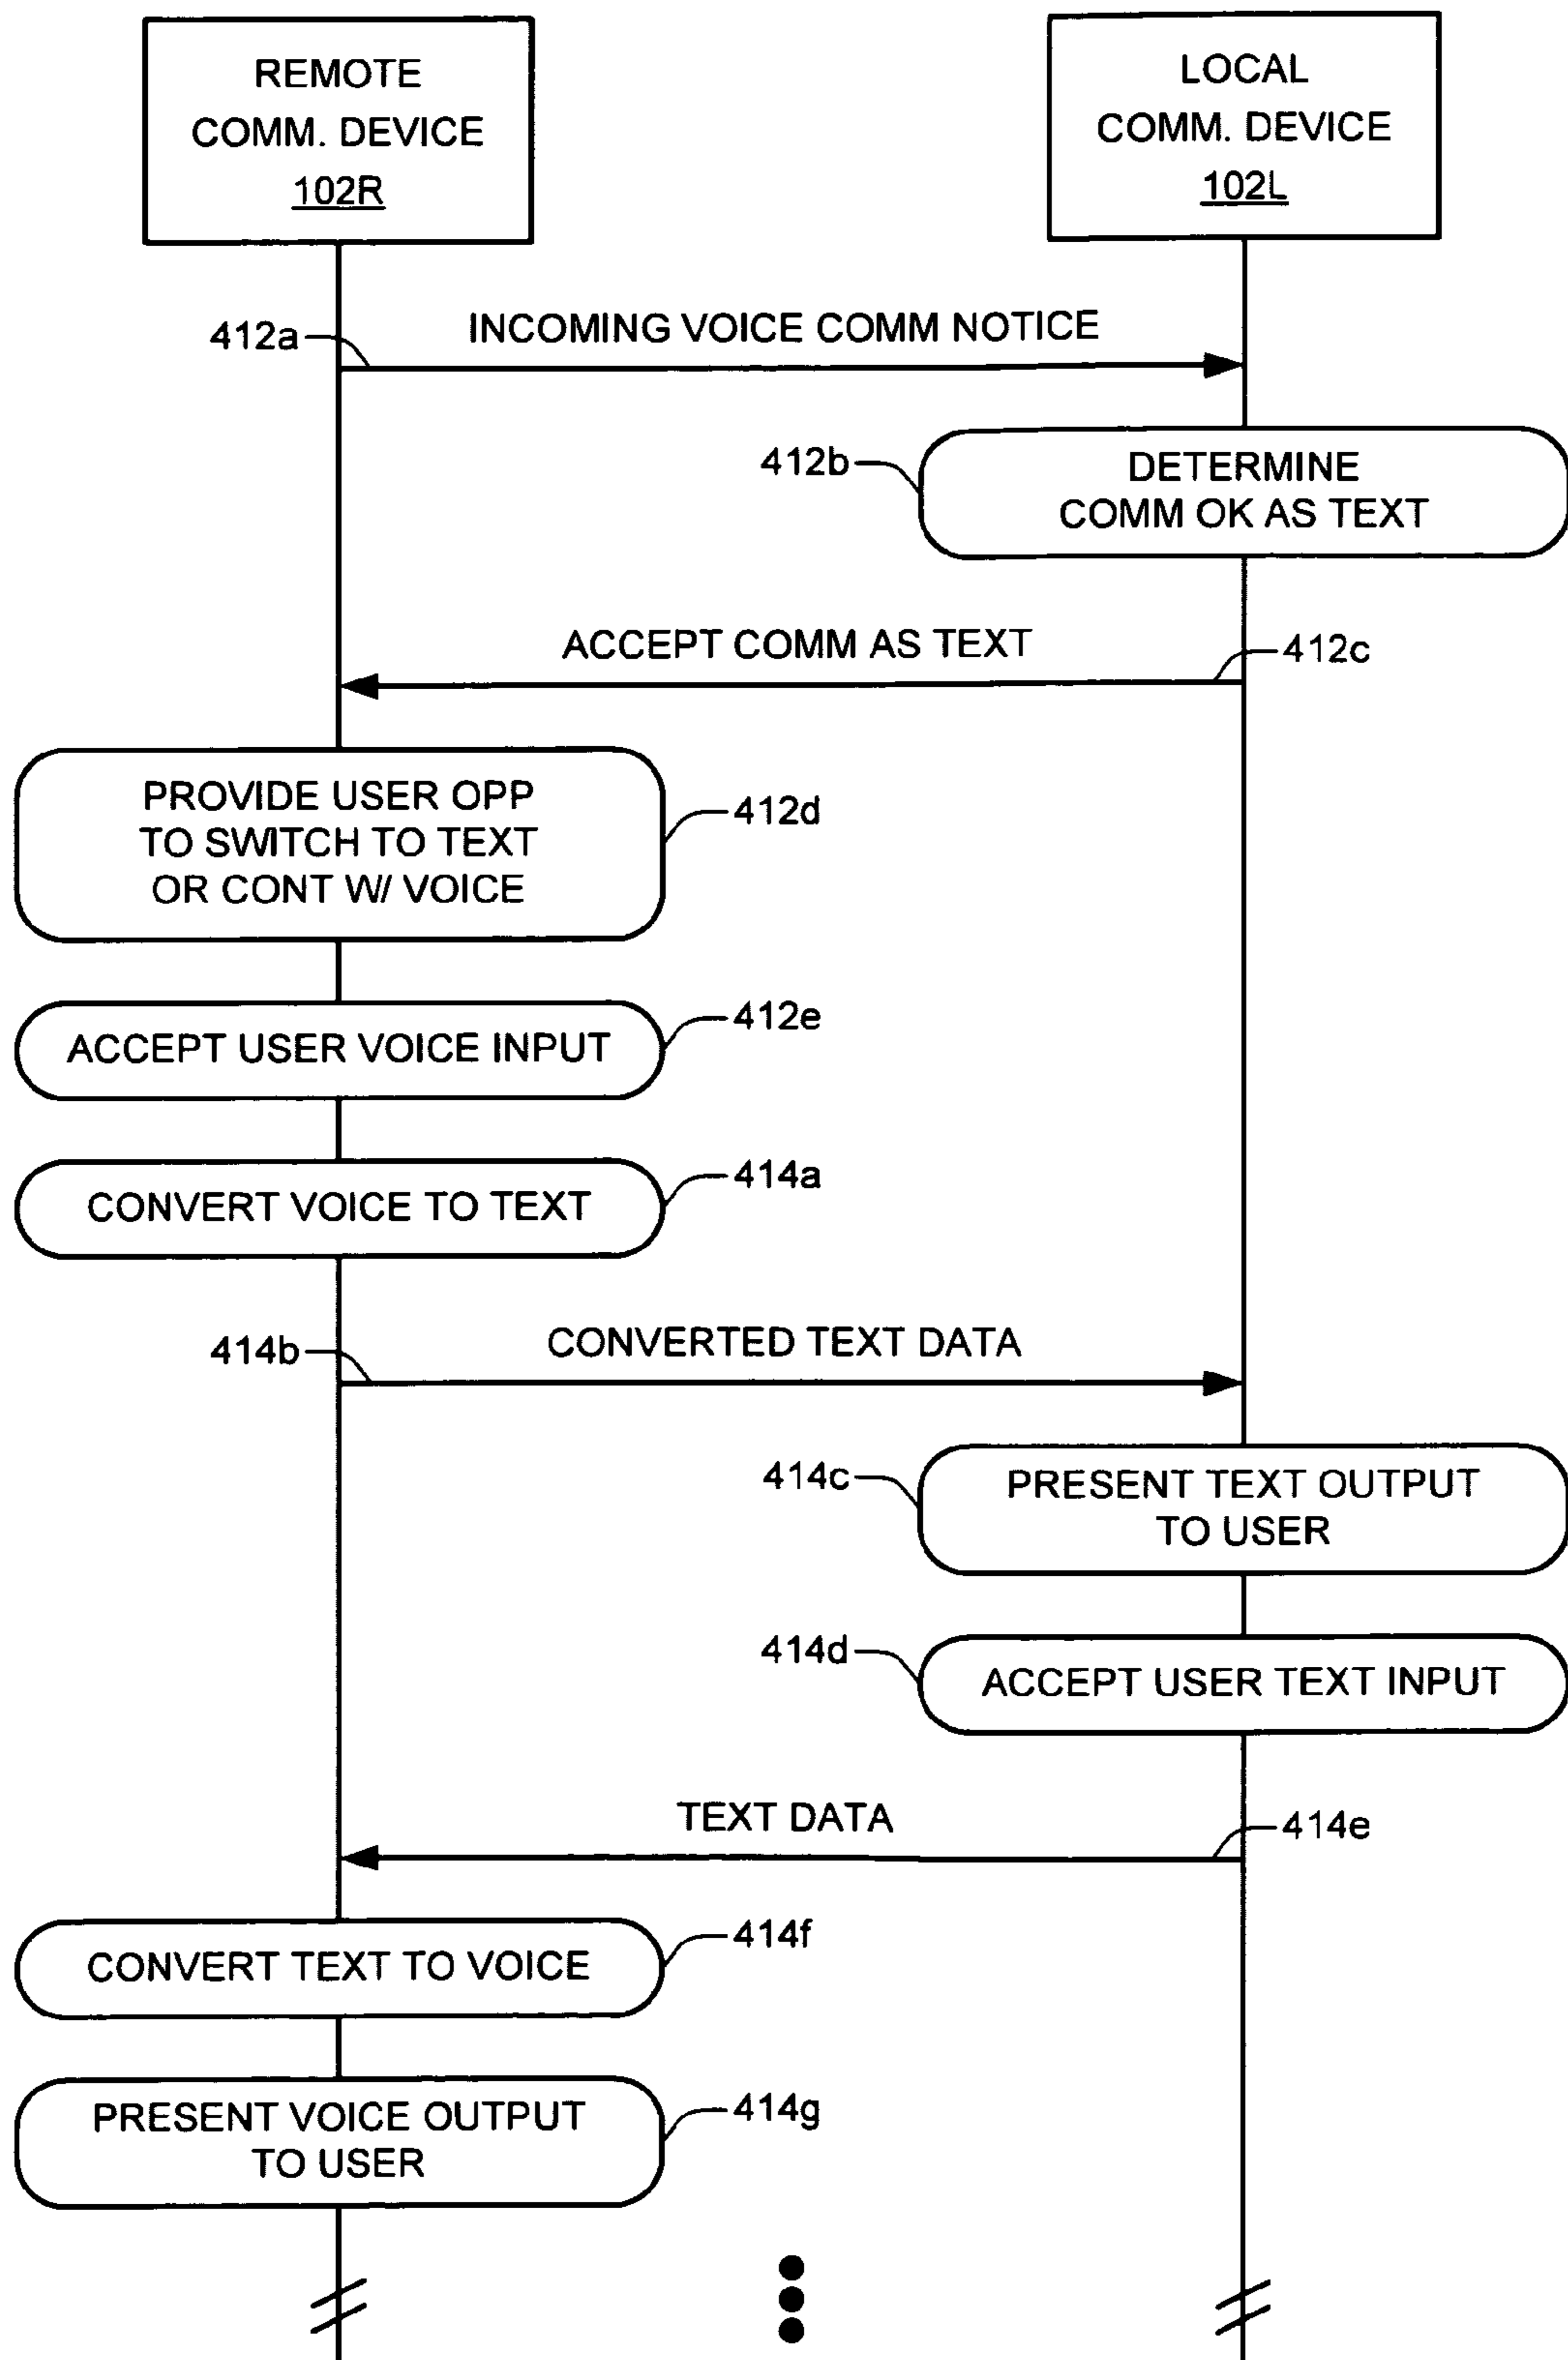 REMOTE
COMM. DEVICE
102R
LOCAL
COMM. DEVICE
102L
412a
INCOMING VOICE COMM NOTICE
412b
DETERMINE
COMM OK AS TEXT
ACCEPT COMM AS TEXT
412c
PROVIDE USER OPP
TO SWITCH TO TEXT
OR CONT W/ VOICE
412d
ACCEPT USER VOICE INPUT
412e
CONVERT VOICE TO TEXT
414a
414b
CONVERTED TEXT DATA
414c
PRESENT TEXT OUTPUT
TO USER
414d
ACCEPT USER TEXT INPUT
TEXT DATA
414e
CONVERT TEXT TO VOICE
414f
PRESENT VOICE OUTPUT
TO USER
414g